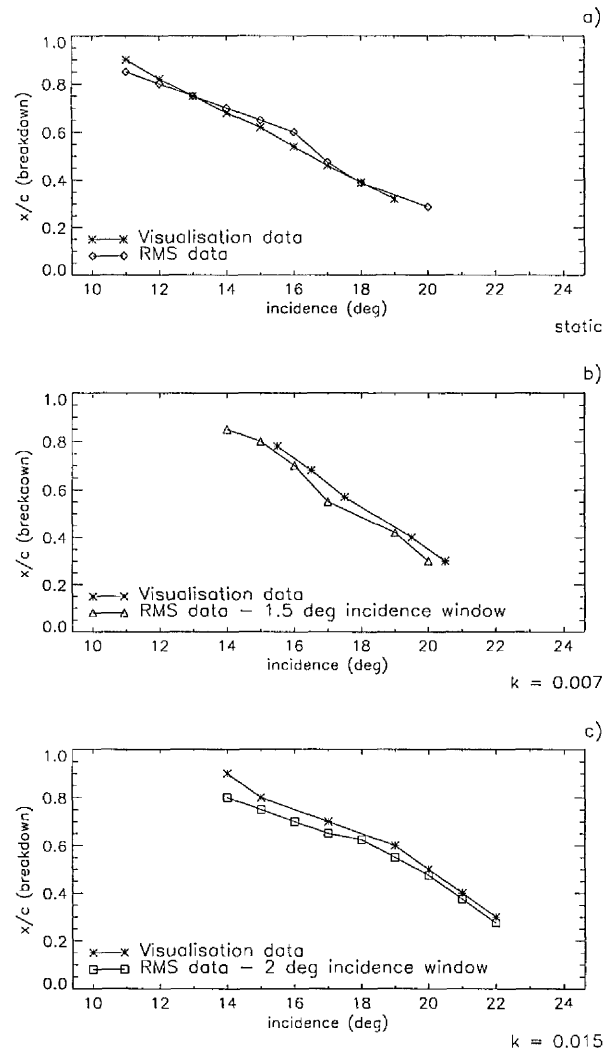 a)
1.0
0.8
0.6
0.4
0.2
0.0
x/c (breakdown)
Visualisation data
RMS data
10 12 14 16 18 20 22 24
incidence (deg)
static
b)
1.0
0.8
0.6
0.4
0.2
0.0
x/c (breakdown)
Visualisation data
RMS data - 1.5 deg incidence window
10 12 14 16 18 20 22 24
incidence (deg)
k = 0.007
c)
1.0
0.8
0.6
0.4
0.2
0.0
x/c (breakdown)
Visualisation data
RMS data - 2 deg incidence window
10 12 14 16 18 20 22 24
incidence (deg)
k = 0.015